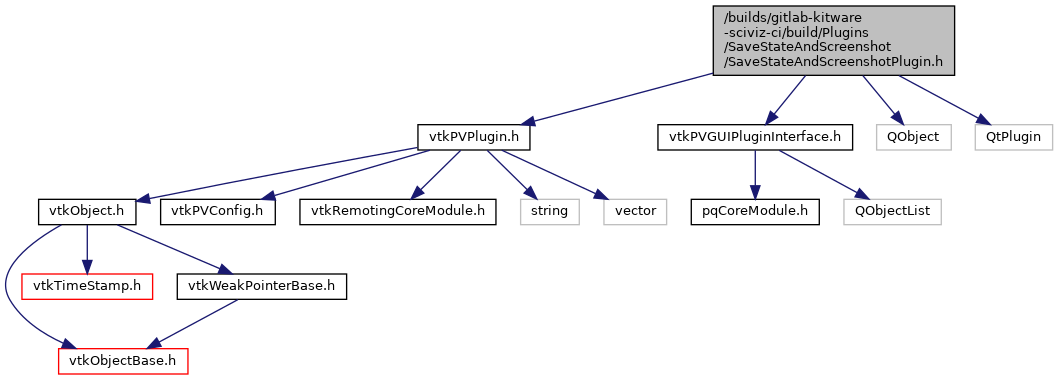 /builds/gitlab-kitware
-sciviz-ci/build/Plugins
/SaveStateAndScreenshot
/SaveStateAndScreenshotPlugin.h
vtkPVPlugin.h
vtkPVGUIPluginInterface.h
QObject
QtPlugin
vtkObject.h
vtkPVConfig.h
vtkRemotingCoreModule.h
string
vector
pqCoreModule.h
QObjectList
vtkTimeStamp.h
vtkWeakPointerBase.h
vtkObjectBase.h